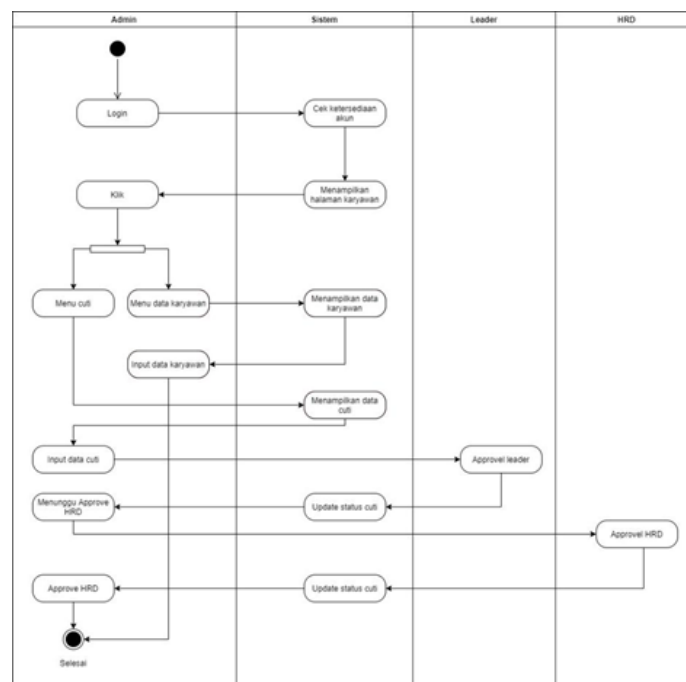 Admin
Sistem
Leader
HRD
Login
Cek ketersediaan
akun
Klik
Menampilkan
halaman karyawan
Menu cuti
Menu data karyawan
Menampilkan data
karyawan
Input data karyawan
Menampilkan data
cuti
Input data cuti
Approvel leader
Menunggu Approve
HRD
Update status cuti
Approvel HRD
Approve HRD
Update status cuti
Selesai